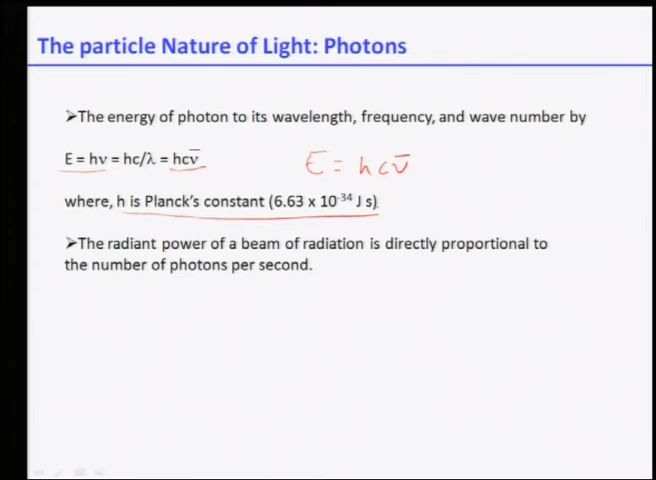 The particle Nature of Light: Photons
➢The energy of photon to its wavelength, frequency, and wave number by
E = hν = hc/λ = hcν̅
E = hcν̅
where, h is Planck's constant (6.63 x 10⁻³⁴ J s)
➢The radiant power of a beam of radiation is directly proportional to
the number of photons per second.